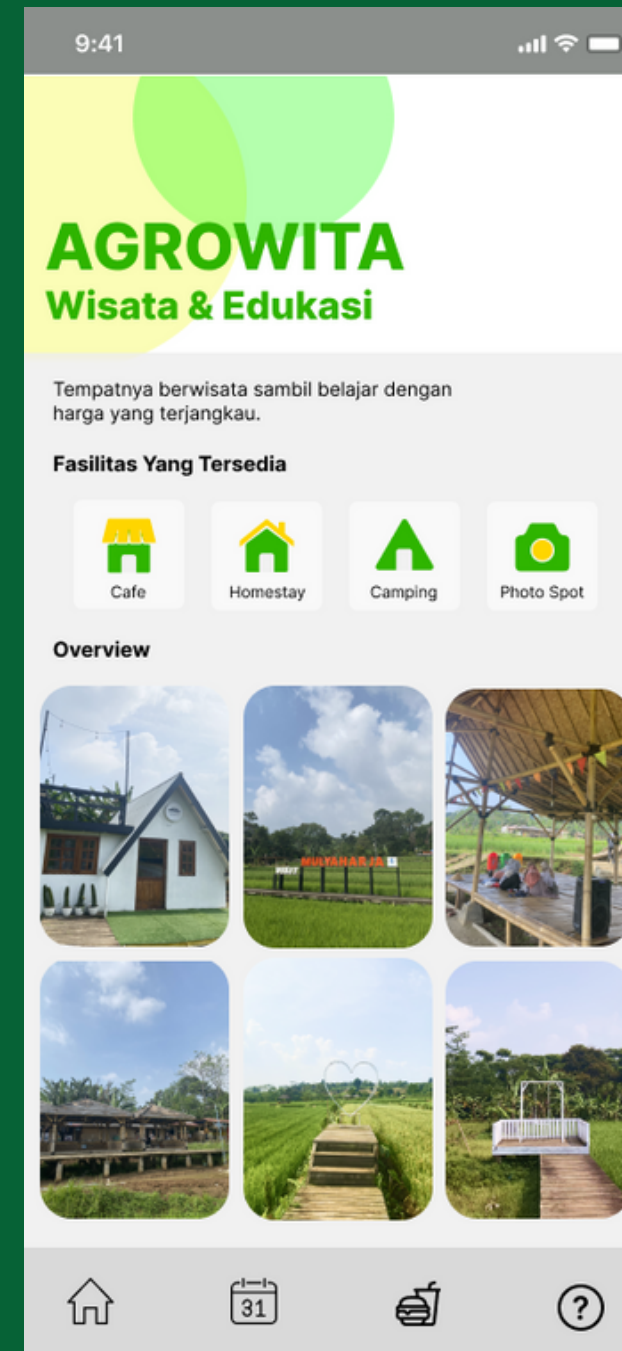 9:41
AGROWITA
Wisata & Edukasi
Tempatnya berwisata sambil belajar dengan
harga yang terjangkau.
Fasilitas Yang Tersedia
Cafe
Homestay
Camping
Photo Spot
Overview
VISIT MULYAHARJA
31
?